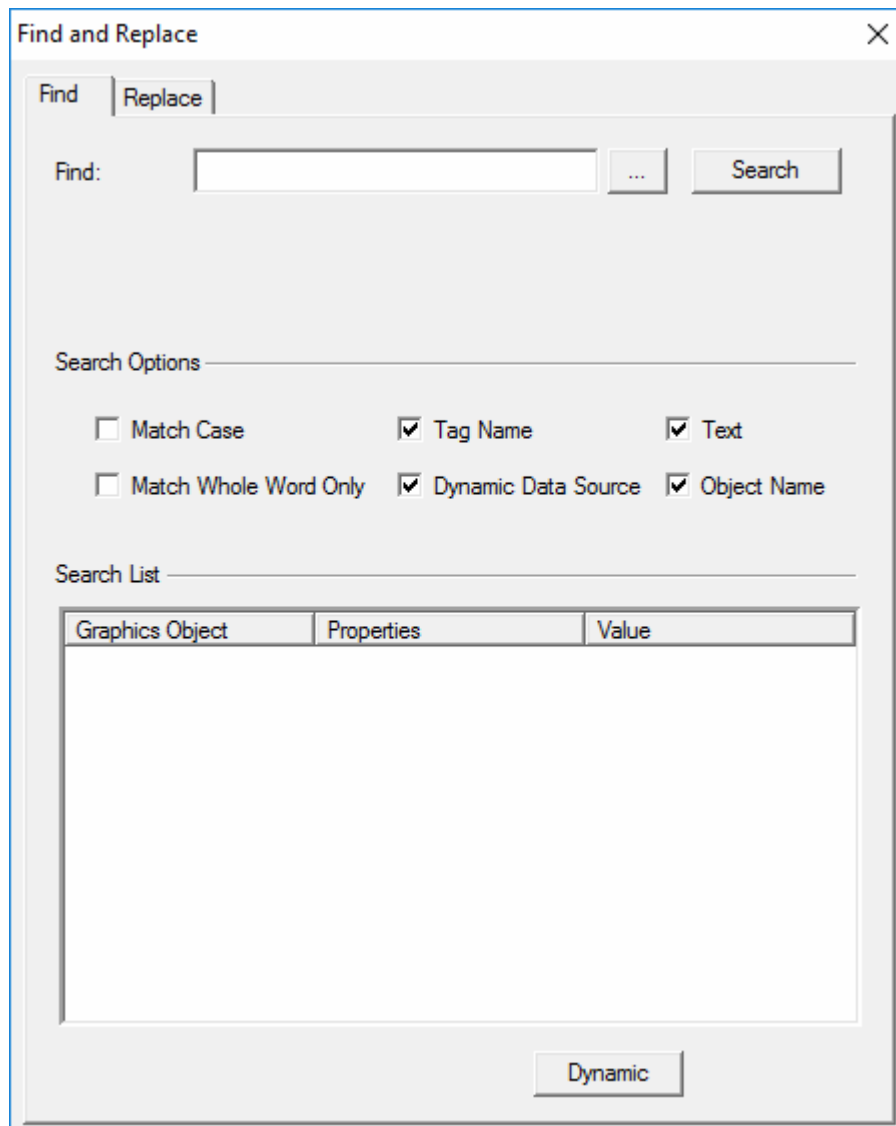 Find and Replace
Find Replace
Find: ... Search
Search Options
Match Case Tag Name Text
Match Whole Word Only Dynamic Data Source Object Name
Search List
Graphics Object Properties Value
Dynamic